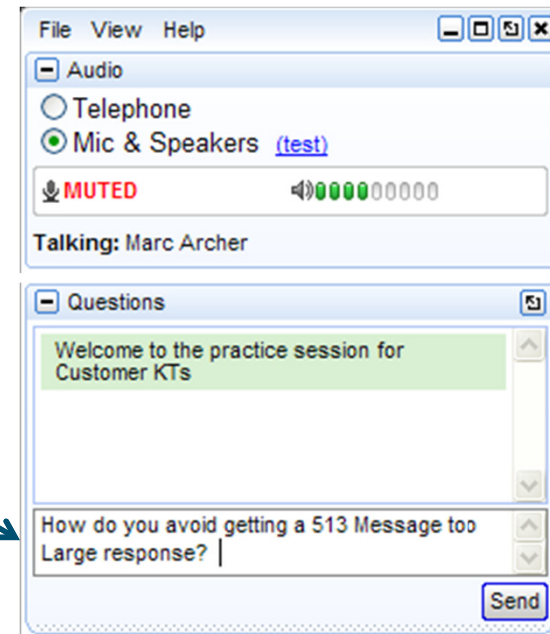 File View Help
Audio
Telephone
Mic & Speakers (test)
MUTED
Talking: Marc Archer
Questions
Welcome to the practice session for
Customer KTs
How do you avoid getting a 513 Message too
Large response?
Send